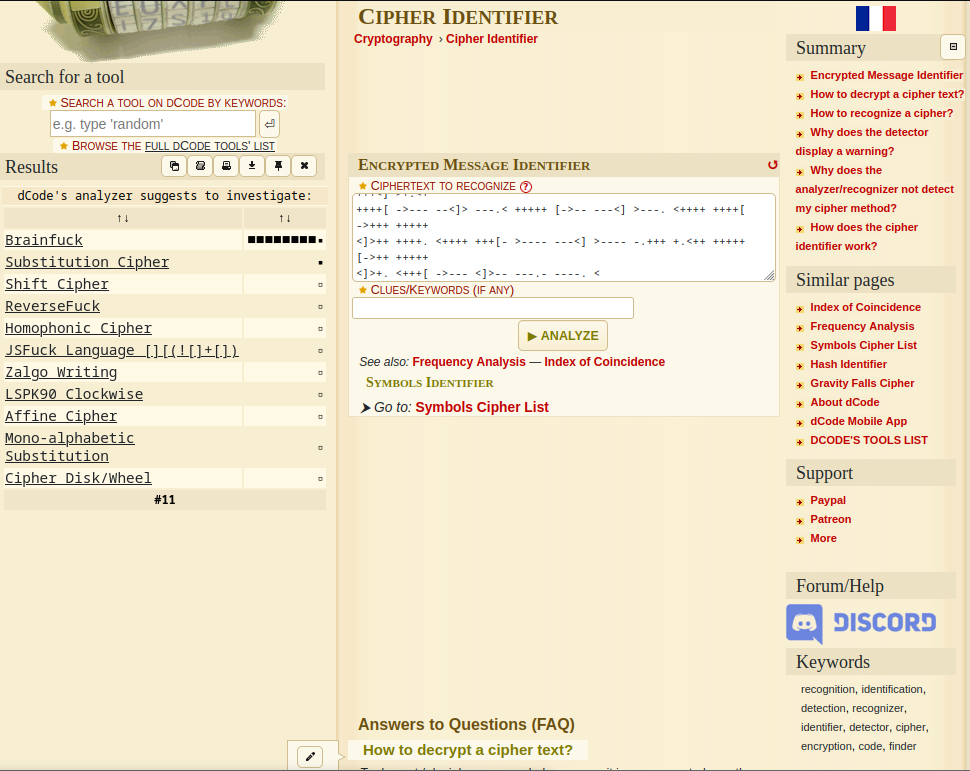 Search for a tool
★ Search a tool on dCode by keywords:
e.g. type 'random'
★ Browse the full dCode tools' list
Results
dCode's analyzer suggests to investigate:
↑↓ ↑↓
Brainfuck ■■■■■■■■▪
Substitution Cipher ▪
Shift Cipher ▫
ReverseFuck ▫
Homophonic Cipher ▫
JSFuck Language [][(![]+[])] ▫
Zalgo Writing ▫
LSPK90 Clockwise ▫
Affine Cipher ▫
Mono-alphabetic
Substitution ▫
Cipher Disk/Wheel ▫
#11
Cipher Identifier
Cryptography › Cipher Identifier
Encrypted Message Identifier
★ Ciphertext to recognize ?
++++[ ->--- --<]> ---.< +++++ [->-- ---<] >---. <++++ ++++[
->+++ +++++
<]>++ ++++. <++++ +++[- >---- ---<] >---- -.+++ +.<++ +++++
[->++ +++++
<]>+. <+++[ ->--- <]>-- ---.- ----. <
★ Clues/Keywords (if any)
▶ ANALYZE
See also: Frequency Analysis — Index of Coincidence
Symbols Identifier
➤ Go to: Symbols Cipher List
Answers to Questions (FAQ)
How to decrypt a cipher text?
Summary
Encrypted Message Identifier
How to decrypt a cipher text?
How to recognize a cipher?
Why does the detector
display a warning?
Why does the
analyzer/recognizer not detect
my cipher method?
How does the cipher
identifier work?
Similar pages
Index of Coincidence
Frequency Analysis
Symbols Cipher List
Hash Identifier
Gravity Falls Cipher
About dCode
dCode Mobile App
DCODE'S TOOLS LIST
Support
Paypal
Patreon
More
Forum/Help
DISCORD
Keywords
recognition, identification,
detection, recognizer,
identifier, detector, cipher,
encryption, code, finder